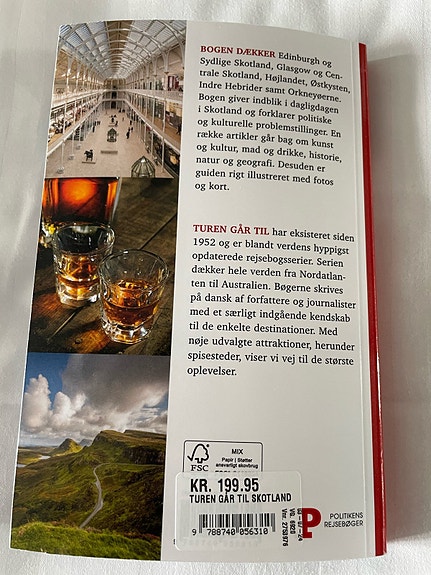 BOGEN DÆKKER Edinburgh og
Sydlige Skotland, Glasgow og Cen-
trale Skotland, Højlandet, Østkysten,
Indre Hebrider samt Orkneyøerne.
Bogen giver indblik i dagligdagen
i Skotland og forklarer politiske
og kulturelle problemstillinger. En
række artikler går bag om kunst
og kultur, mad og drikke, historie,
natur og geografi. Desuden er
guiden rigt illustreret med fotos
og kort.
TUREN GÅR TIL har eksisteret siden
1952 og er blandt verdens hyppigst
opdaterede rejsebogsserier. Serien
dækker hele verden fra Nordatlan-
ten til Australien. Bøgerne skrives
på dansk af forfattere og journalister
med et særligt indgående kendskab
til de enkelte destinationer. Med
nøje udvalgte attraktioner, herunder
spisesteder, viser vi vej til de største
oplevelser.
FSC
MIX
Papir | Støtter
ansvarligt skovbrug
KR. 199.95
TUREN GÅR TIL SKOTLAND
9 788740 056310
P
POLITIKENS
REJSEBØGER